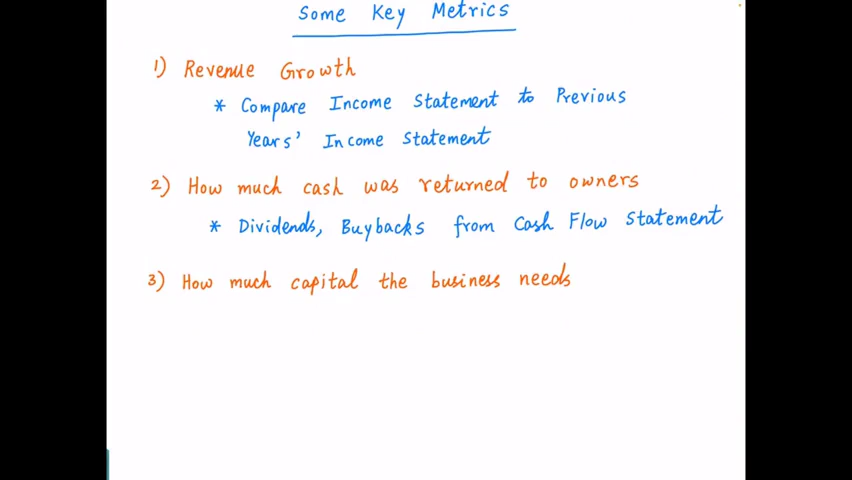 Some Key Metrics
1) Revenue Growth
* Compare Income Statement to Previous
Years' Income Statement
2) How much cash was returned to owners
* Dividends, Buybacks from Cash Flow Statement
3) How much capital the business needs